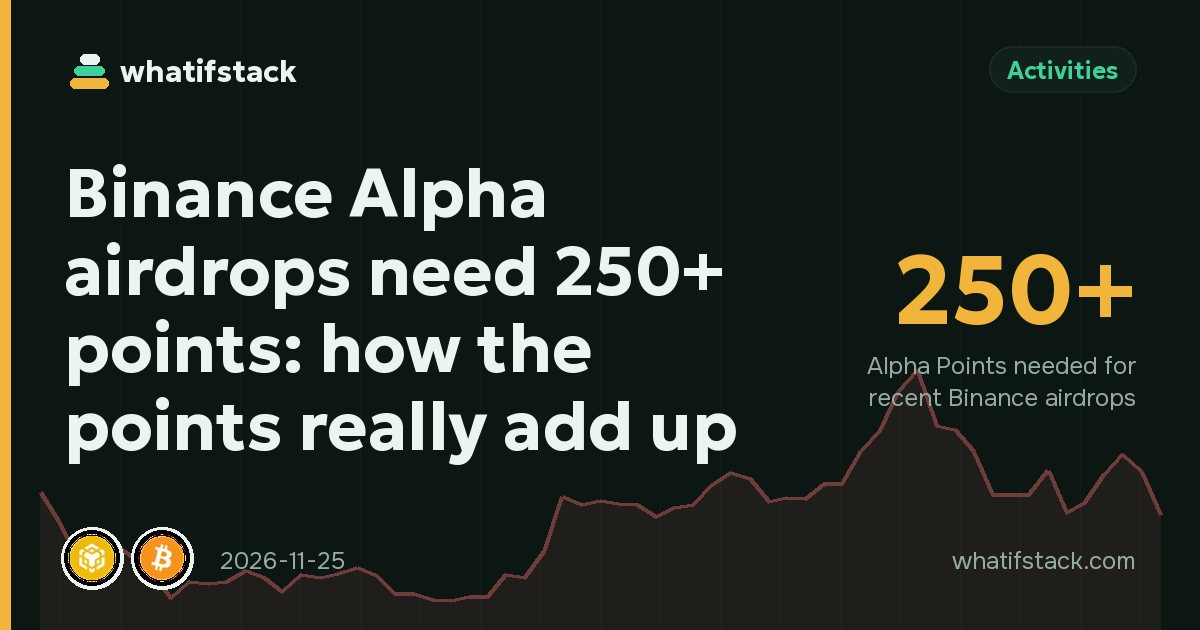 whatifstack
Activities
Binance Alpha
airdrops need 250+
points: how the
points really add up
250+
Alpha Points needed for
recent Binance airdrops
2026-11-25
whatifstack.com